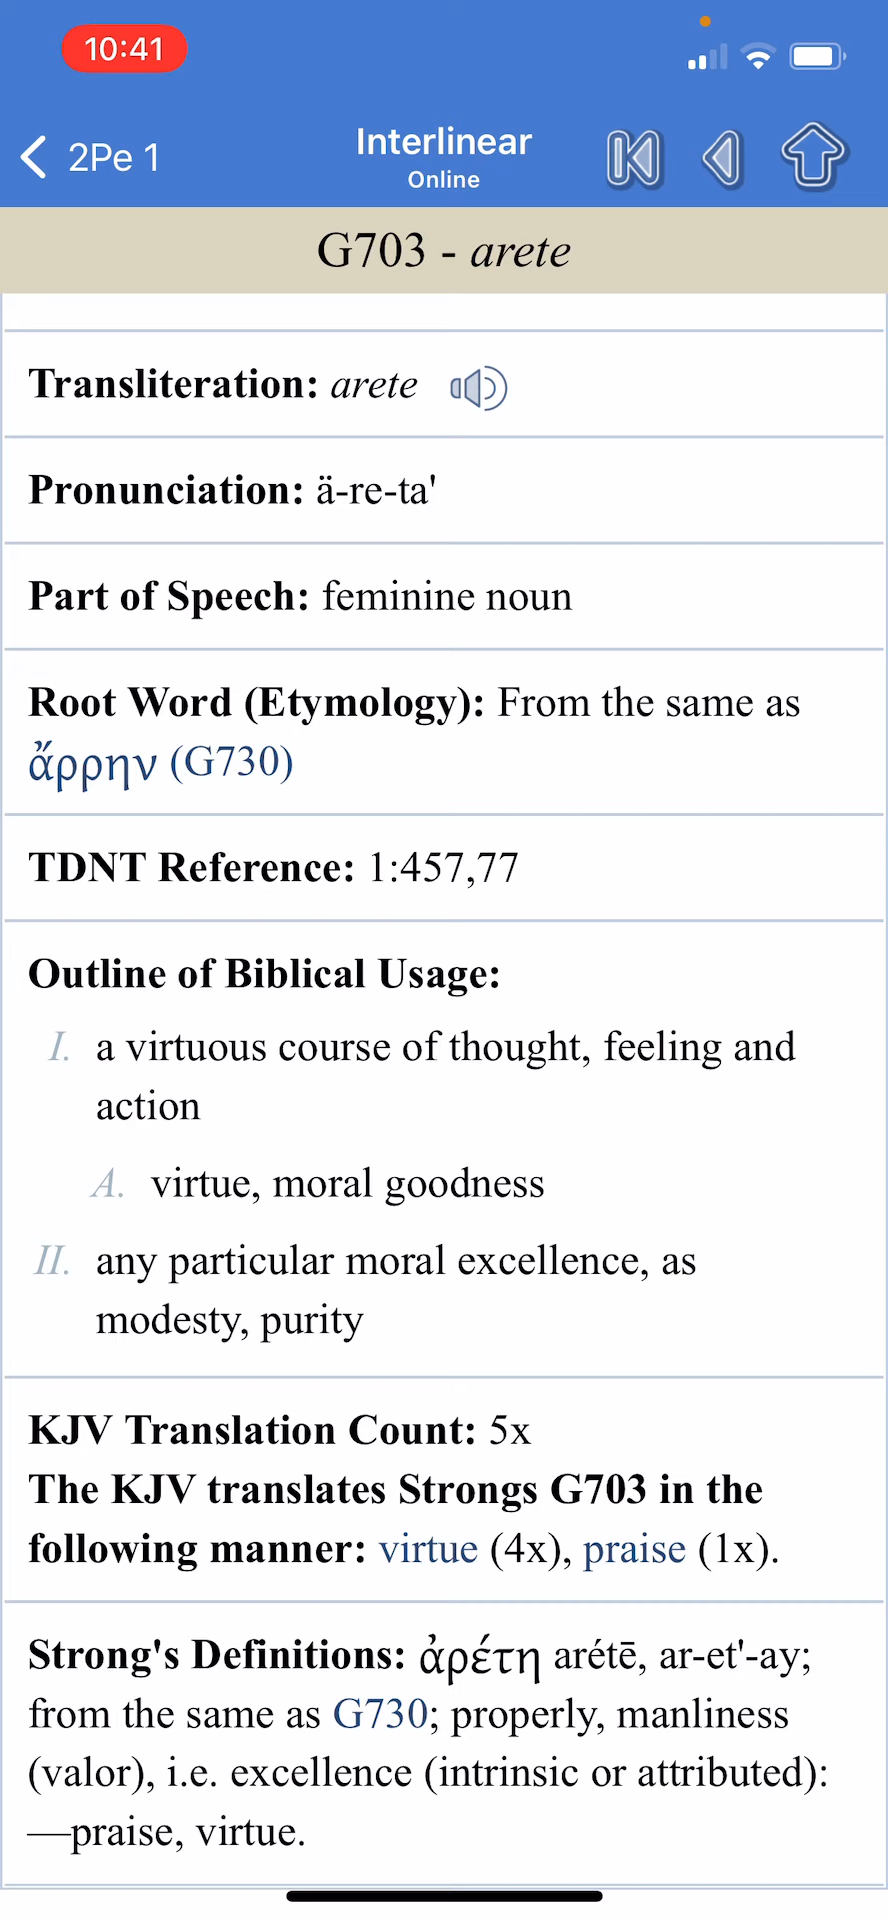 10:41
2Pe 1
Interlinear
Online
G703 - arete
Transliteration: arete
Pronunciation: ä-re-ta'
Part of Speech: feminine noun
Root Word (Etymology): From the same as
ἄρρην (G730)
TDNT Reference: 1:457,77
Outline of Biblical Usage:
I. a virtuous course of thought, feeling and
action
A. virtue, moral goodness
II. any particular moral excellence, as
modesty, purity
KJV Translation Count: 5x
The KJV translates Strongs G703 in the
following manner: virtue (4x), praise (1x).
Strong's Definitions: ἀρέτη arétē, ar-et'-ay;
from the same as G730; properly, manliness
(valor), i.e. excellence (intrinsic or attributed):
—praise, virtue.